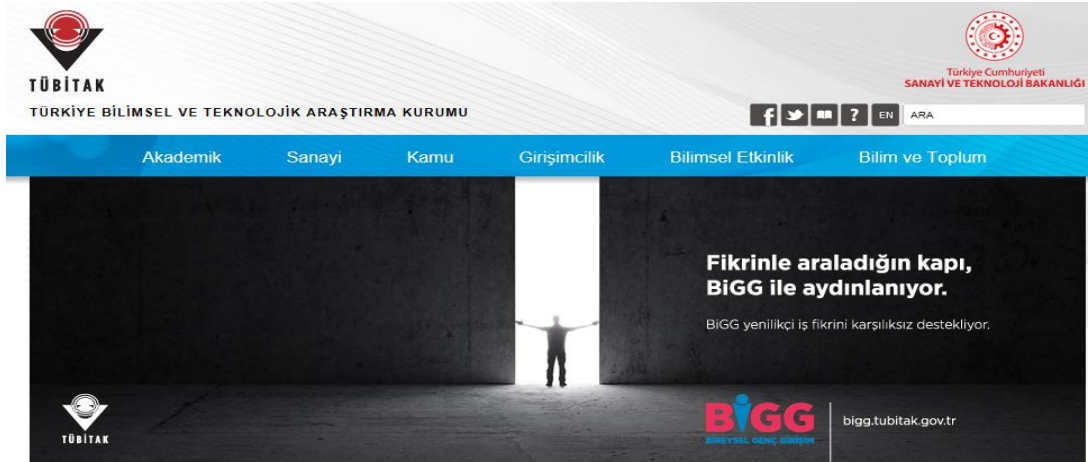 TÜBİTAK
TÜRKİYE BİLİMSEL VE TEKNOLOJİK ARAŞTIRMA KURUMU
Türkiye Cumhuriyeti
SANAYİ VE TEKNOLOJİ BAKANLIĞI
f ? EN ARA
Akademik Sanayi Kamu Girişimcilik Bilimsel Etkinlik Bilim ve Toplum
Fikrinle araladığın kapı,
BiGG ile aydınlanıyor.
BiGG yenilikçi iş fikrini karşılıksız destekliyor.
TÜBİTAK
BiGG
BİREYSEL GENÇ GİRİŞİM
bigg.tubitak.gov.tr